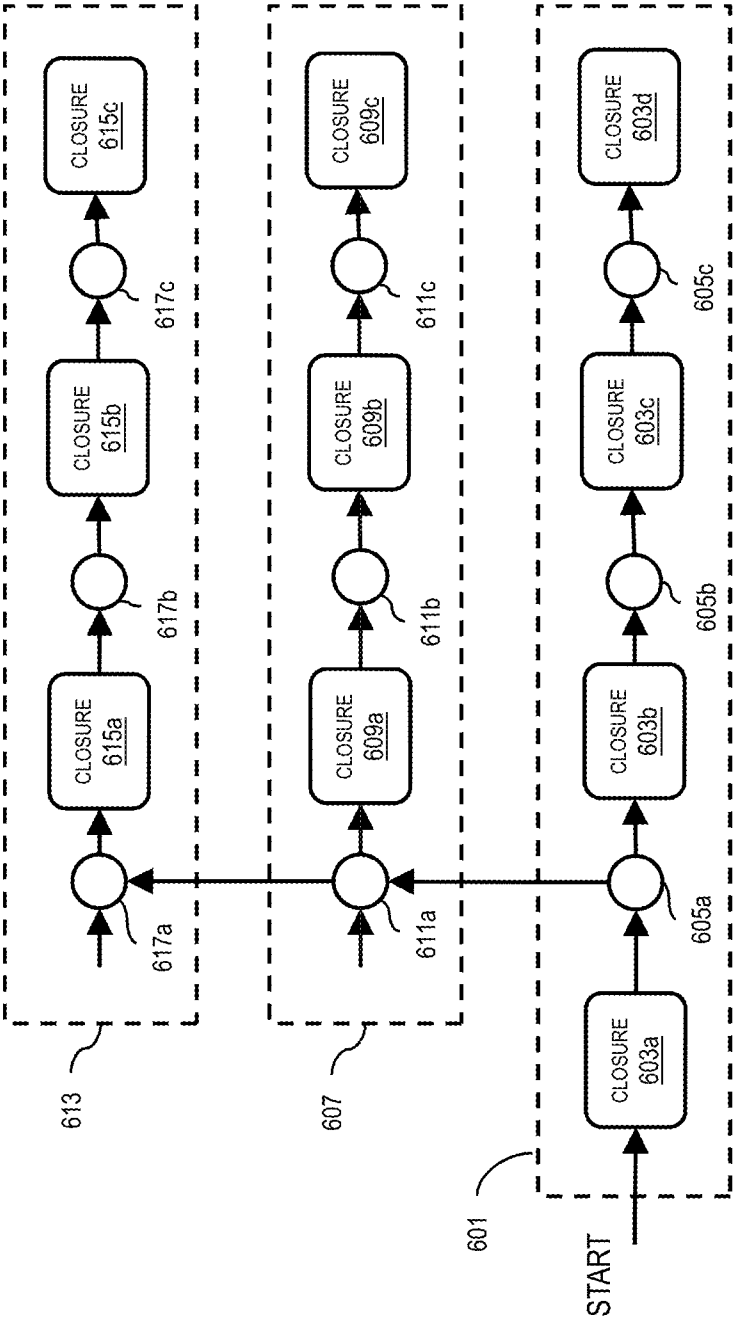 613
CLOSURE
615a
CLOSURE
615b
CLOSURE
615c
617a
617b
617c
607
CLOSURE
609a
CLOSURE
609b
CLOSURE
609c
611a
611b
611c
601
START
CLOSURE
603a
CLOSURE
603b
CLOSURE
603c
CLOSURE
603d
605a
605b
605c